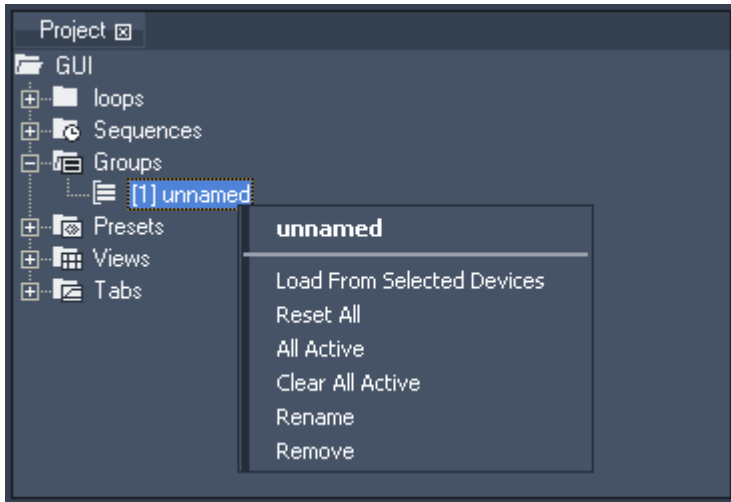 Project
GUI
loops
Sequences
Groups
[1] unnamed
Presets
Views
Tabs
unnamed
Load From Selected Devices
Reset All
All Active
Clear All Active
Rename
Remove